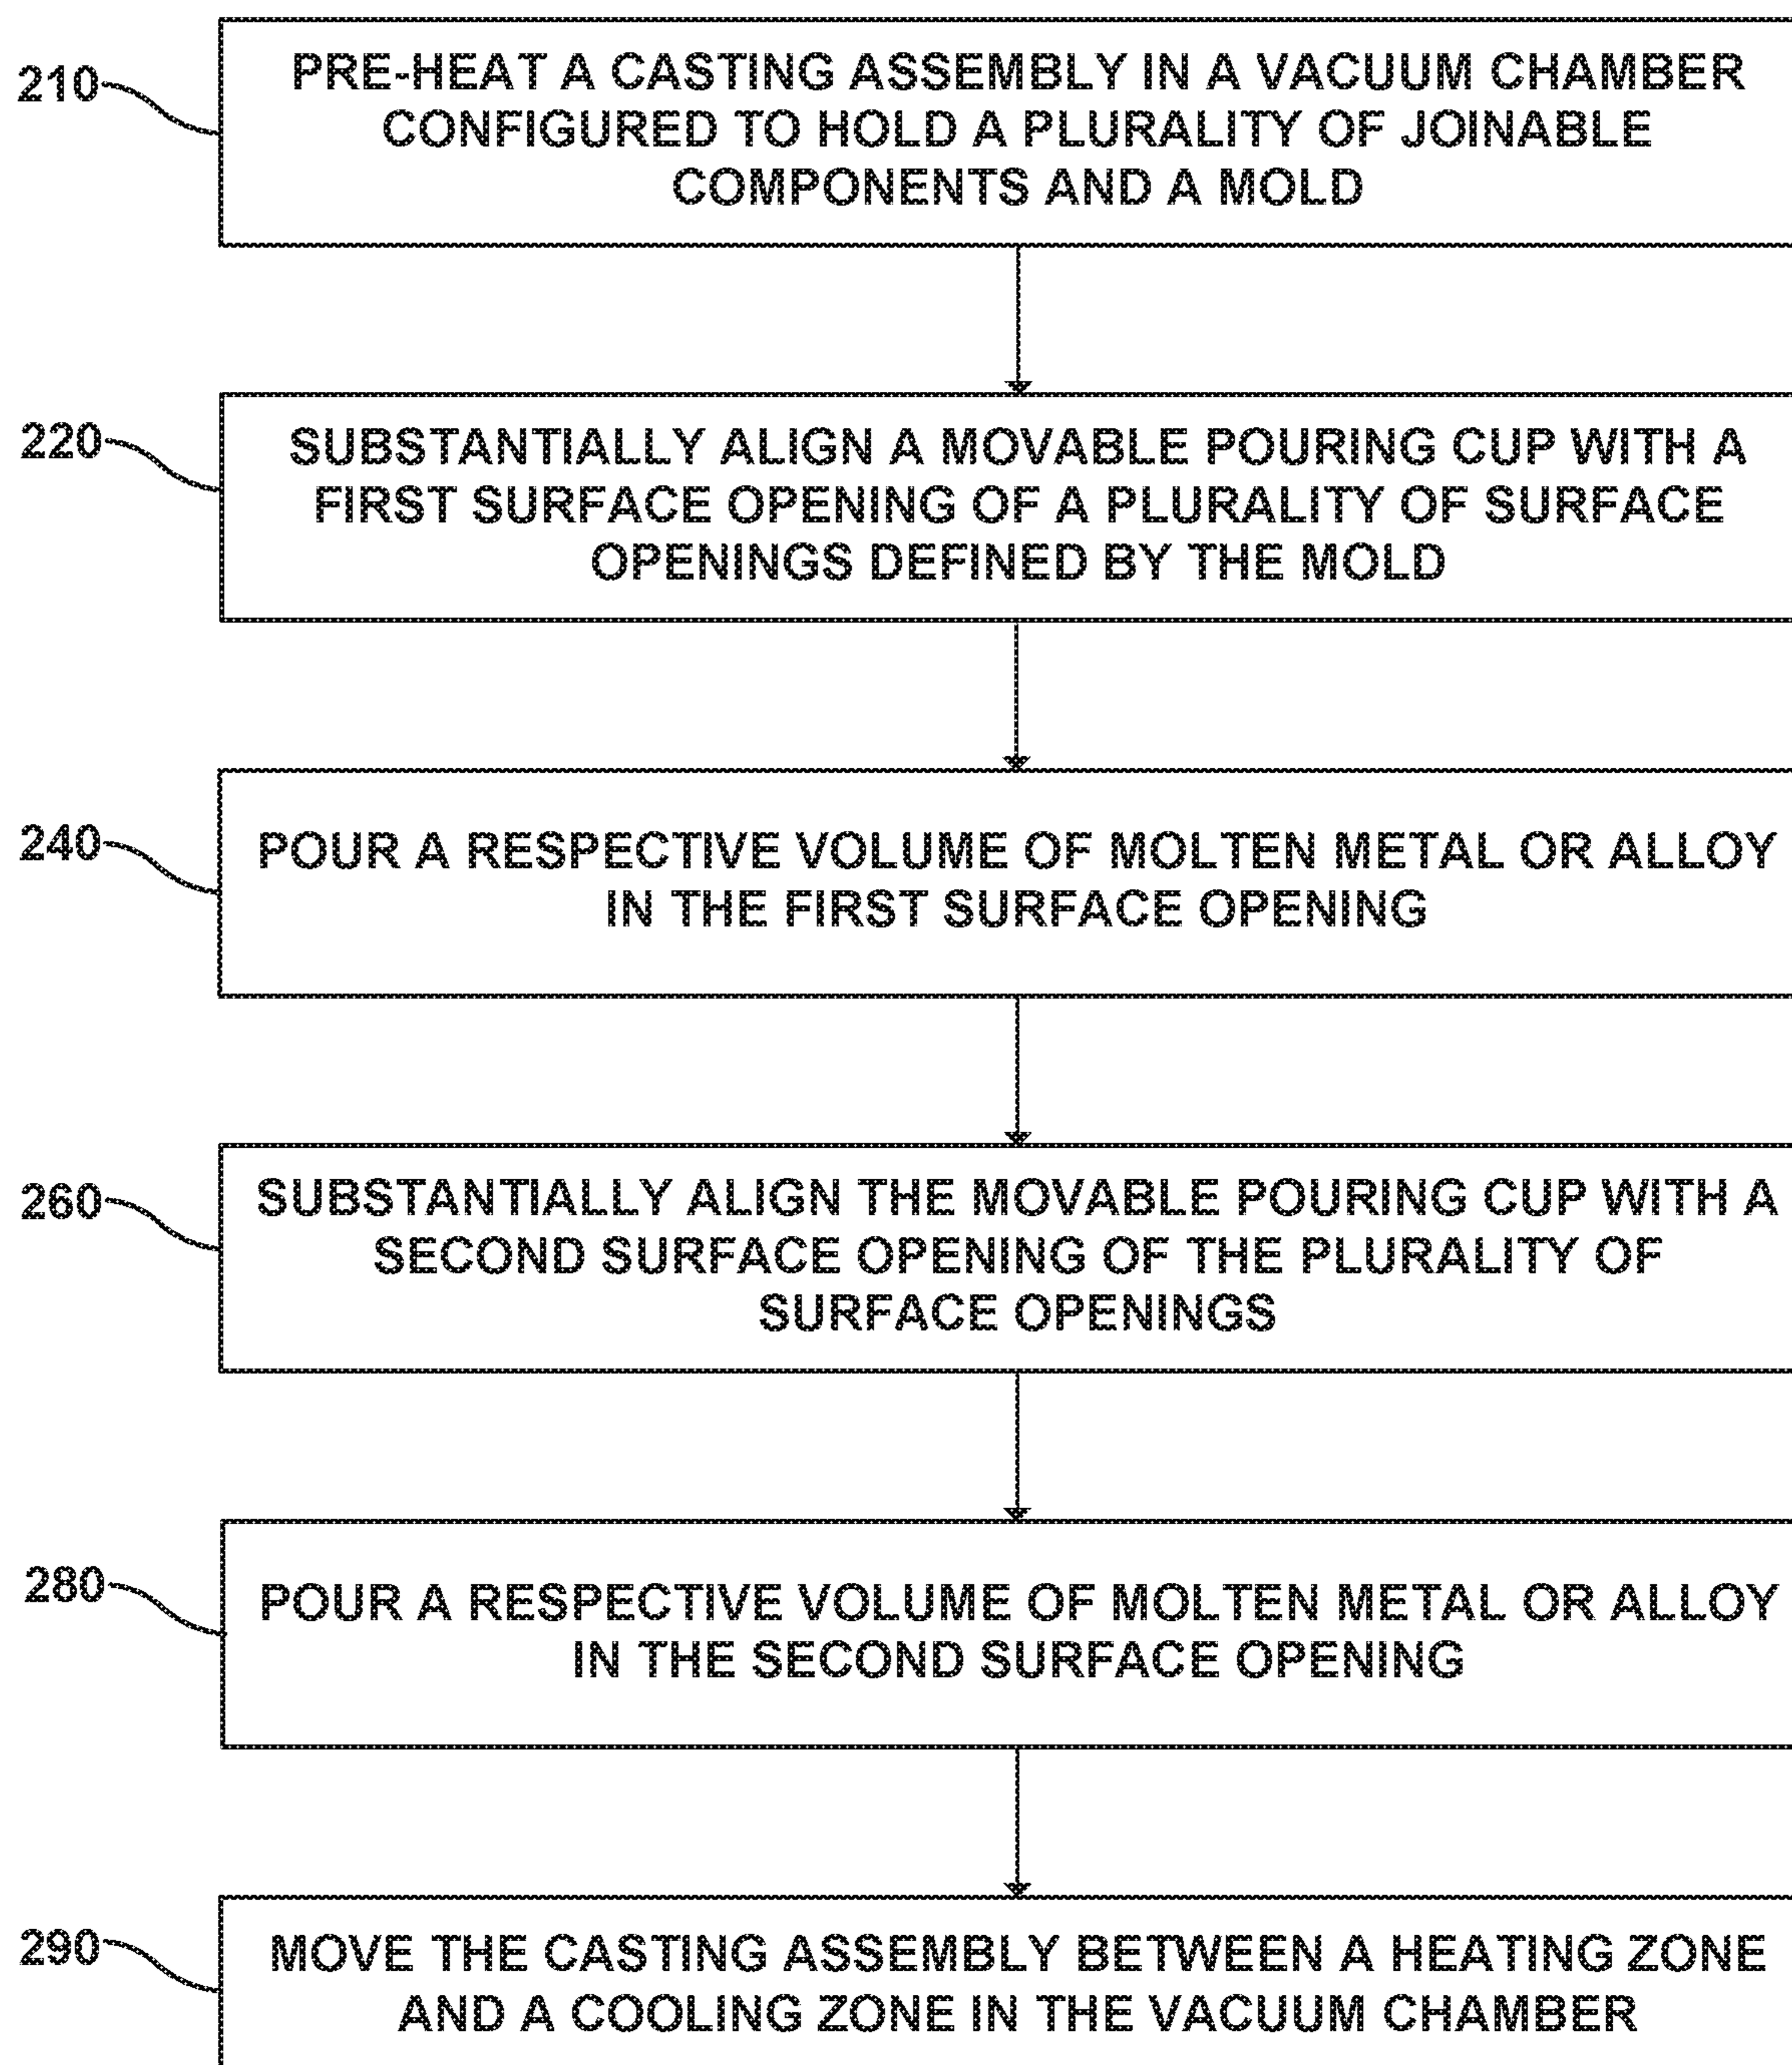 210
PRE-HEAT A CASTING ASSEMBLY IN A VACUUM CHAMBER
CONFIGURED TO HOLD A PLURALITY OF JOINABLE
COMPONENTS AND A MOLD
220
SUBSTANTIALLY ALIGN A MOVABLE POURING CUP WITH A
FIRST SURFACE OPENING OF A PLURALITY OF SURFACE
OPENINGS DEFINED BY THE MOLD
240
POUR A RESPECTIVE VOLUME OF MOLTEN METAL OR ALLOY
IN THE FIRST SURFACE OPENING
260
SUBSTANTIALLY ALIGN THE MOVABLE POURING CUP WITH A
SECOND SURFACE OPENING OF THE PLURALITY OF
SURFACE OPENINGS
280
POUR A RESPECTIVE VOLUME OF MOLTEN METAL OR ALLOY
IN THE SECOND SURFACE OPENING
290
MOVE THE CASTING ASSEMBLY BETWEEN A HEATING ZONE
AND A COOLING ZONE IN THE VACUUM CHAMBER